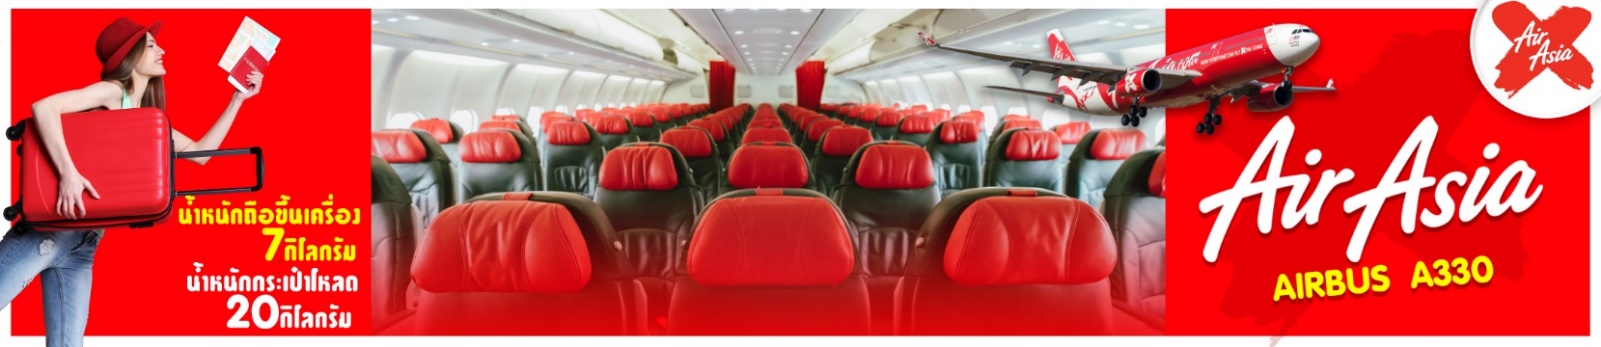 น้ำหนักถือขึ้นเครื่อง
7กิโลกรัม
น้ำหนักกระเป๋าโหลด
20กิโลกรัม
Air Asia
AIRBUS A330
Air
Asia